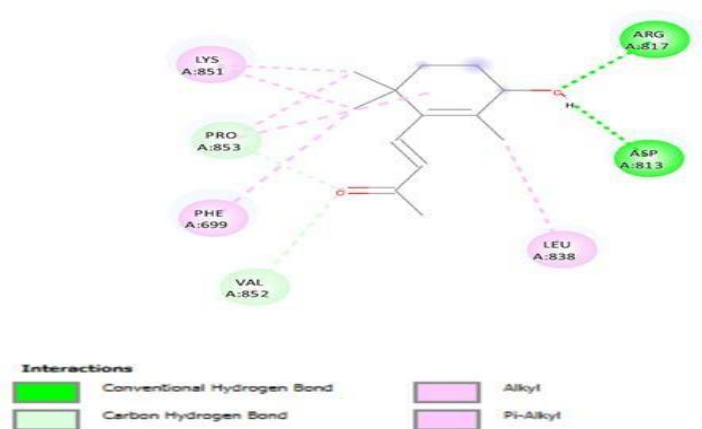 ARG
A:817
LYS
A:851
PRO
A:853
O
H
ASP
A:813
O
PHE
A:699
LEU
A:838
VAL
A:852
Interactions
Conventional Hydrogen Bond
Alkyl
Carbon Hydrogen Bond
Pi-Alkyl